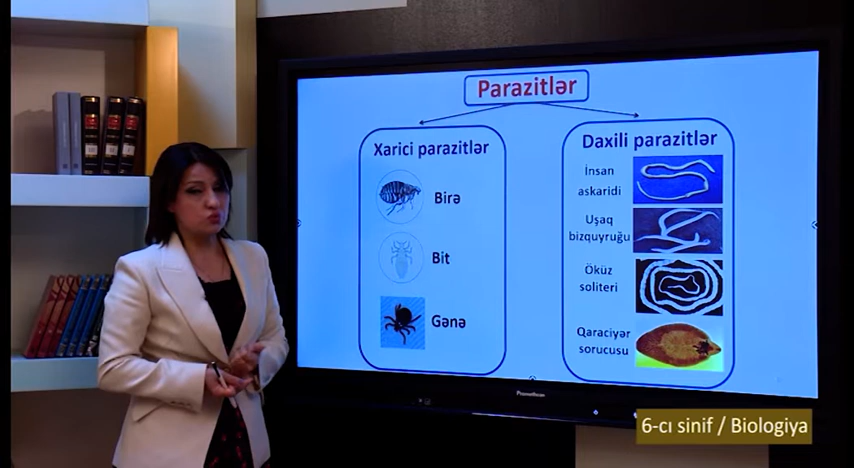 Parazitlər
Xarici parazitlər
Birə
Bit
Gənə
Daxili parazitlər
İnsan
askaridi
Uşaq
bizquyruğu
Öküz
soliteri
Qaraciyər
sorucusu
Promethean
6-cı sinif / Biologiya